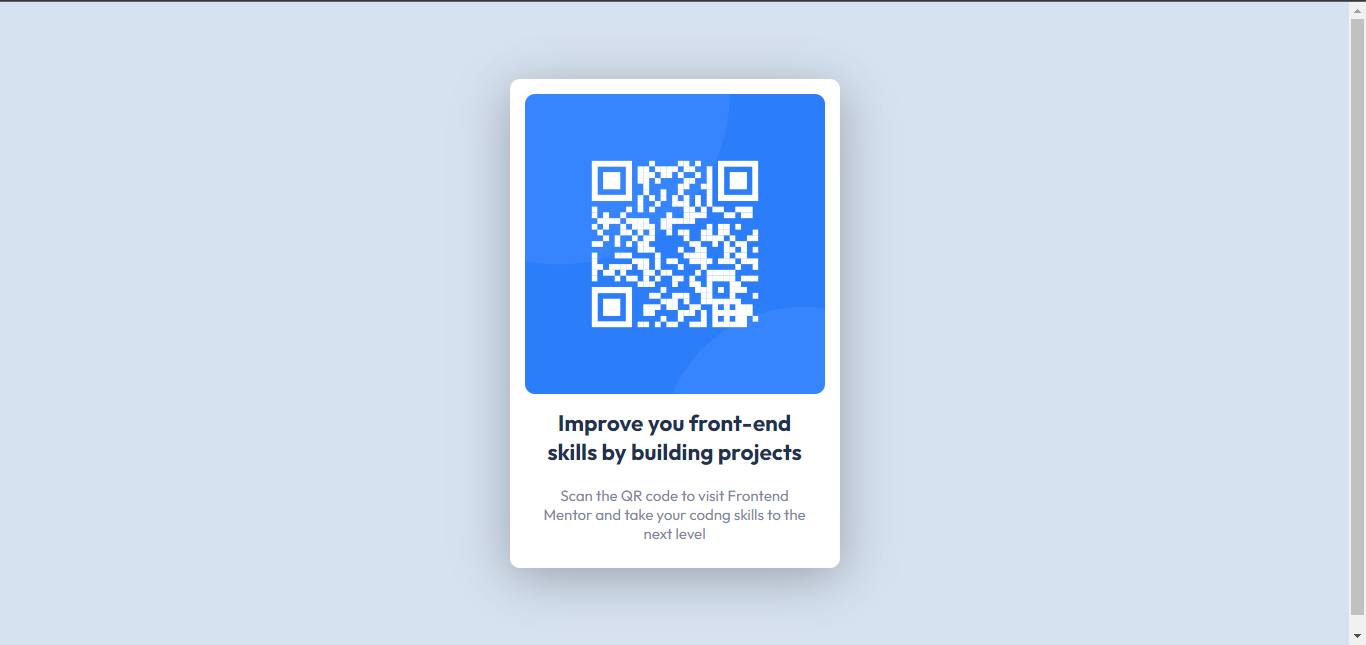 Improve you front-end
skills by building projects
Scan the QR code to visit Frontend
Mentor and take your codng skills to the
next level